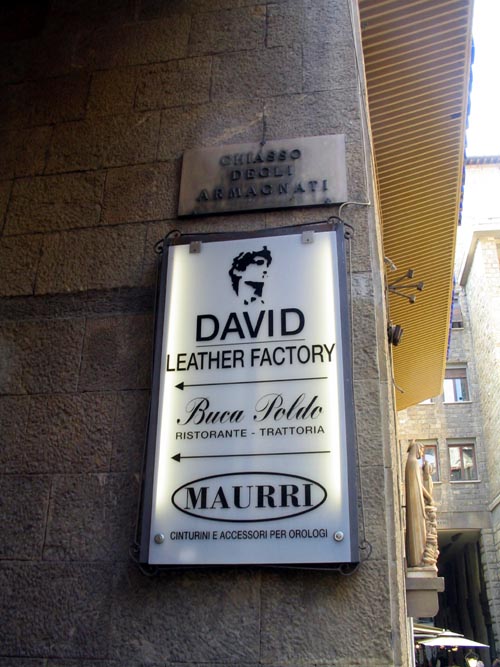 CHIASSO
DEGLI
ARMAGNATI
DAVID
LEATHER FACTORY
Buca Poldo
RISTORANTE - TRATTORIA
MAURRI
CINTURINI E ACCESSORI PER OROLOGI